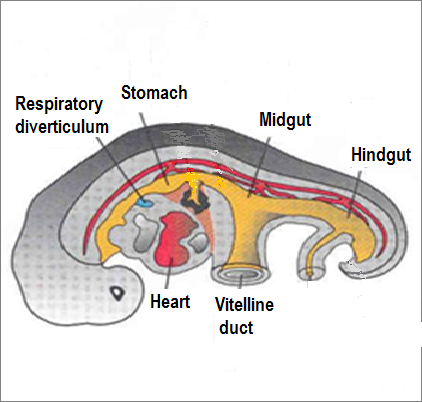 Stomach
Respiratory
diverticulum
Midgut
Hindgut
Heart
Vitelline
duct